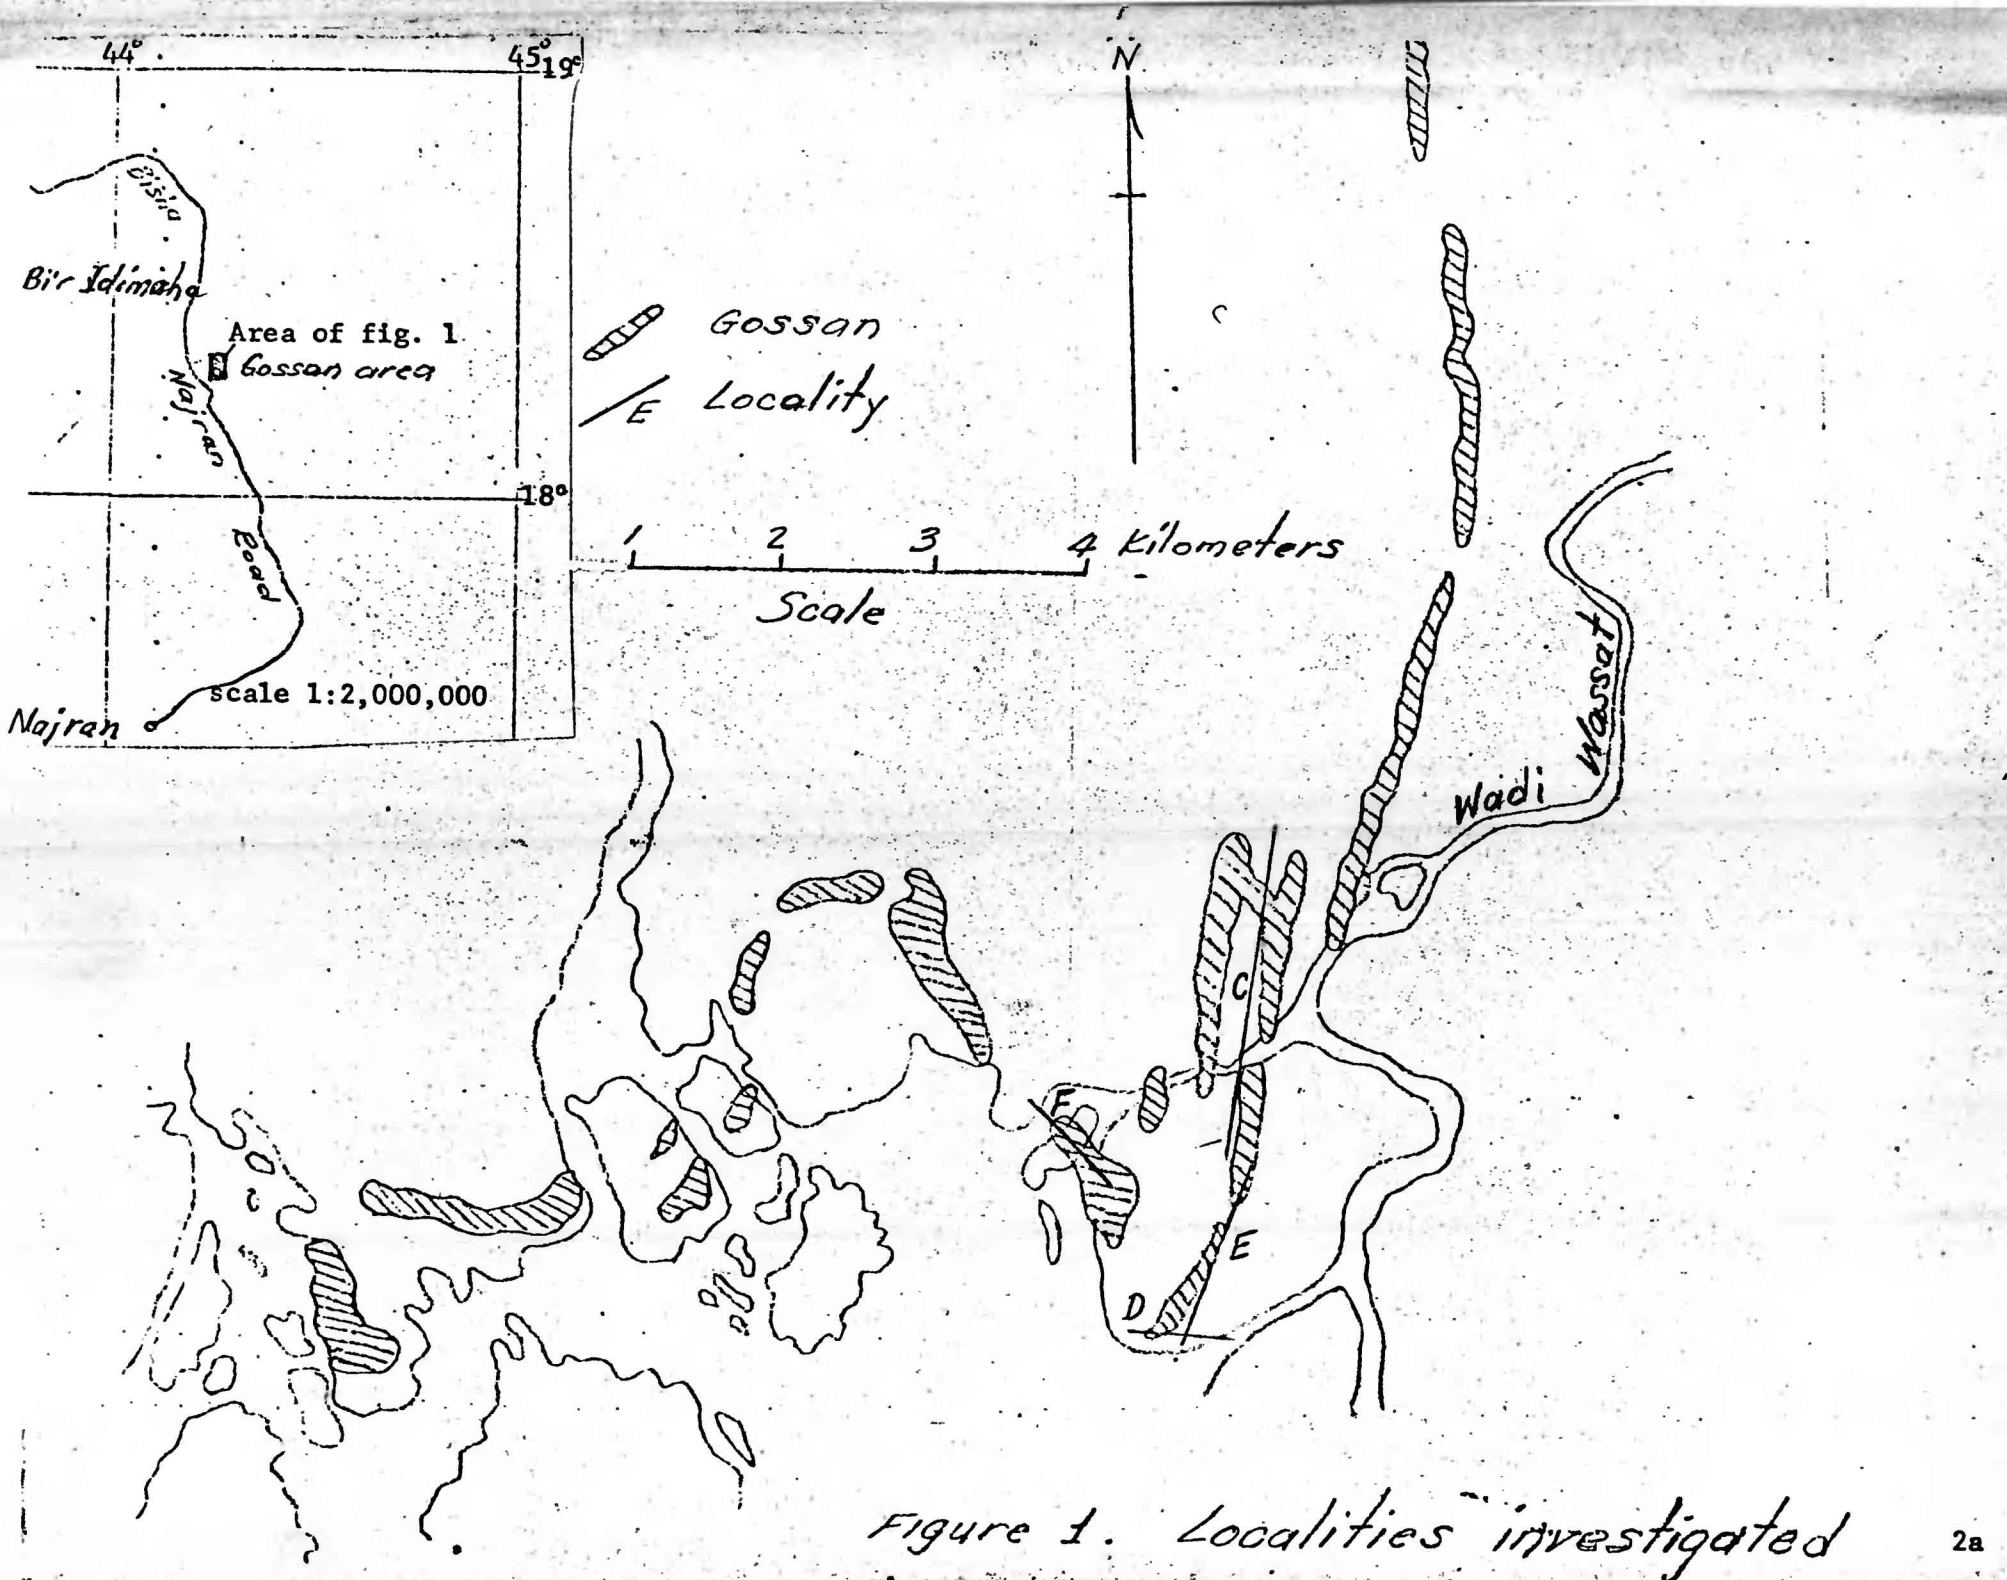 44°
45°
19°
Bisha
Bi'r Idimaha
Area of fig. 1
Gossan area
Najran
18°
Road
scale 1:2,000,000
Najran
N
Gossan
E Locality
1 2 3 4 Kilometers
Scale
Wassat
Wadi
C
F
E
D
Figure 1. Localities investigated
2a